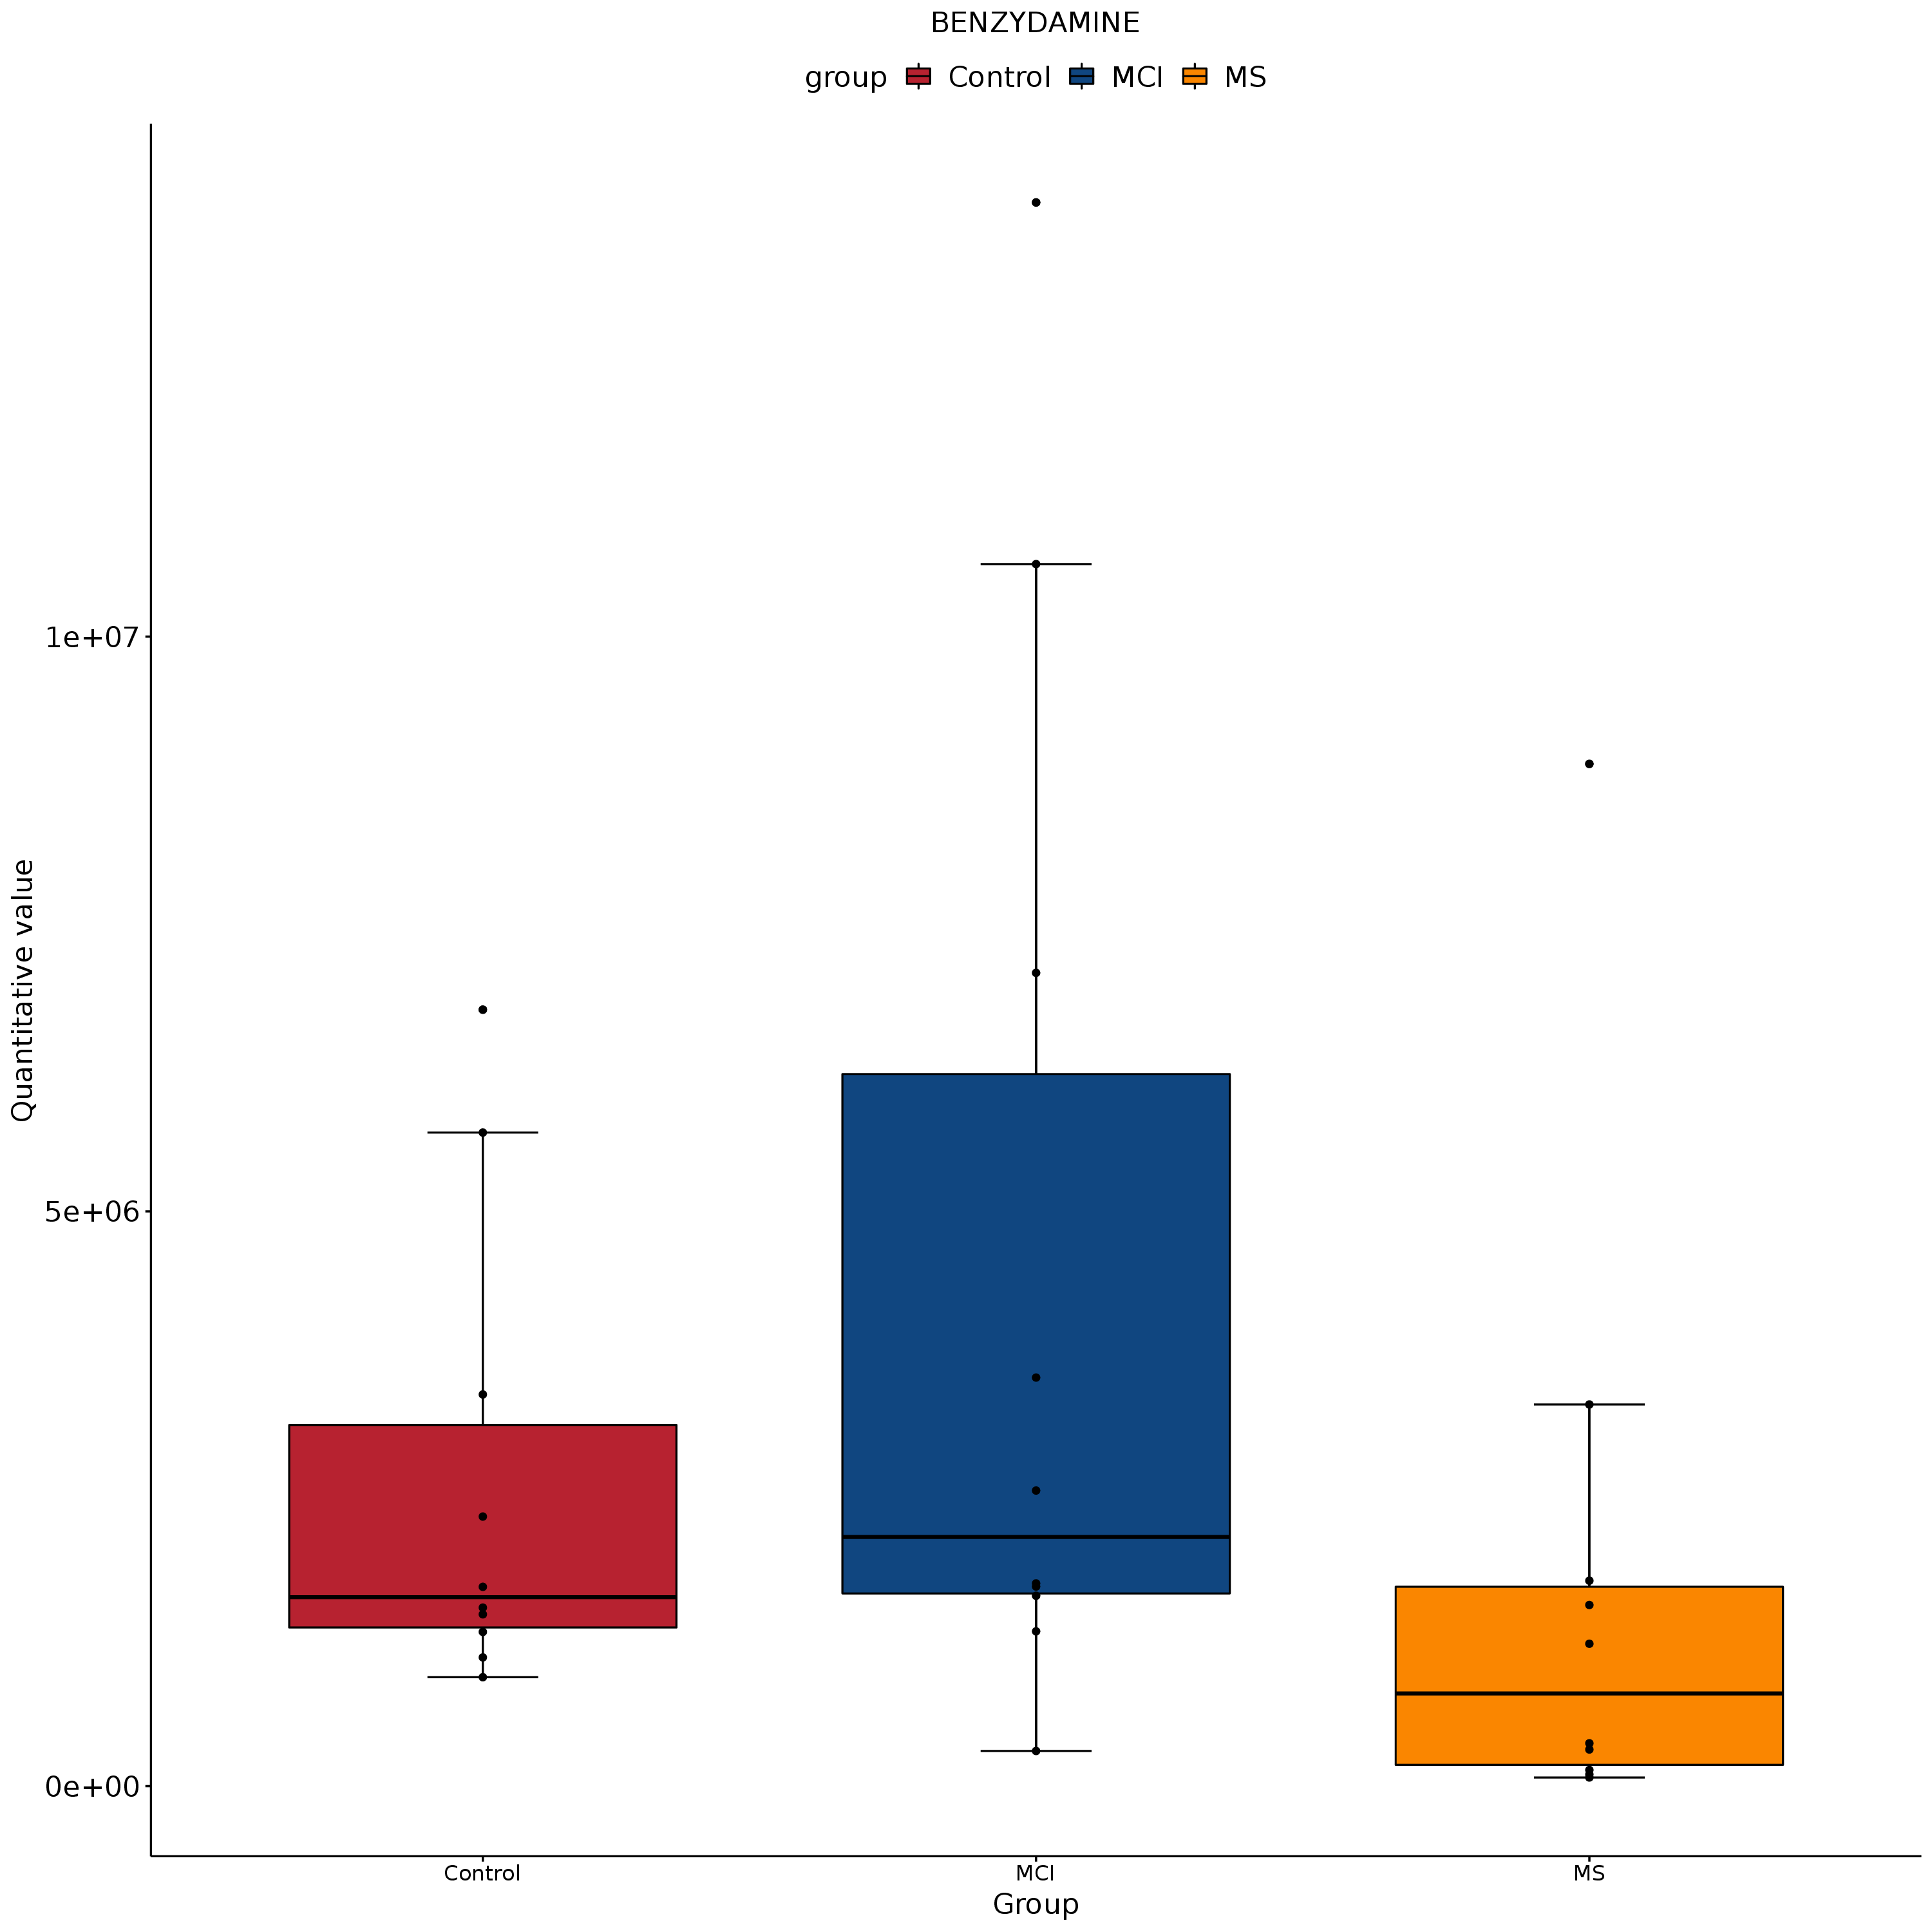 BENZYDAMINE
group Control MCI MS
1e+07
5e+06
0e+00
Quantitative value
Control MCI MS
Group